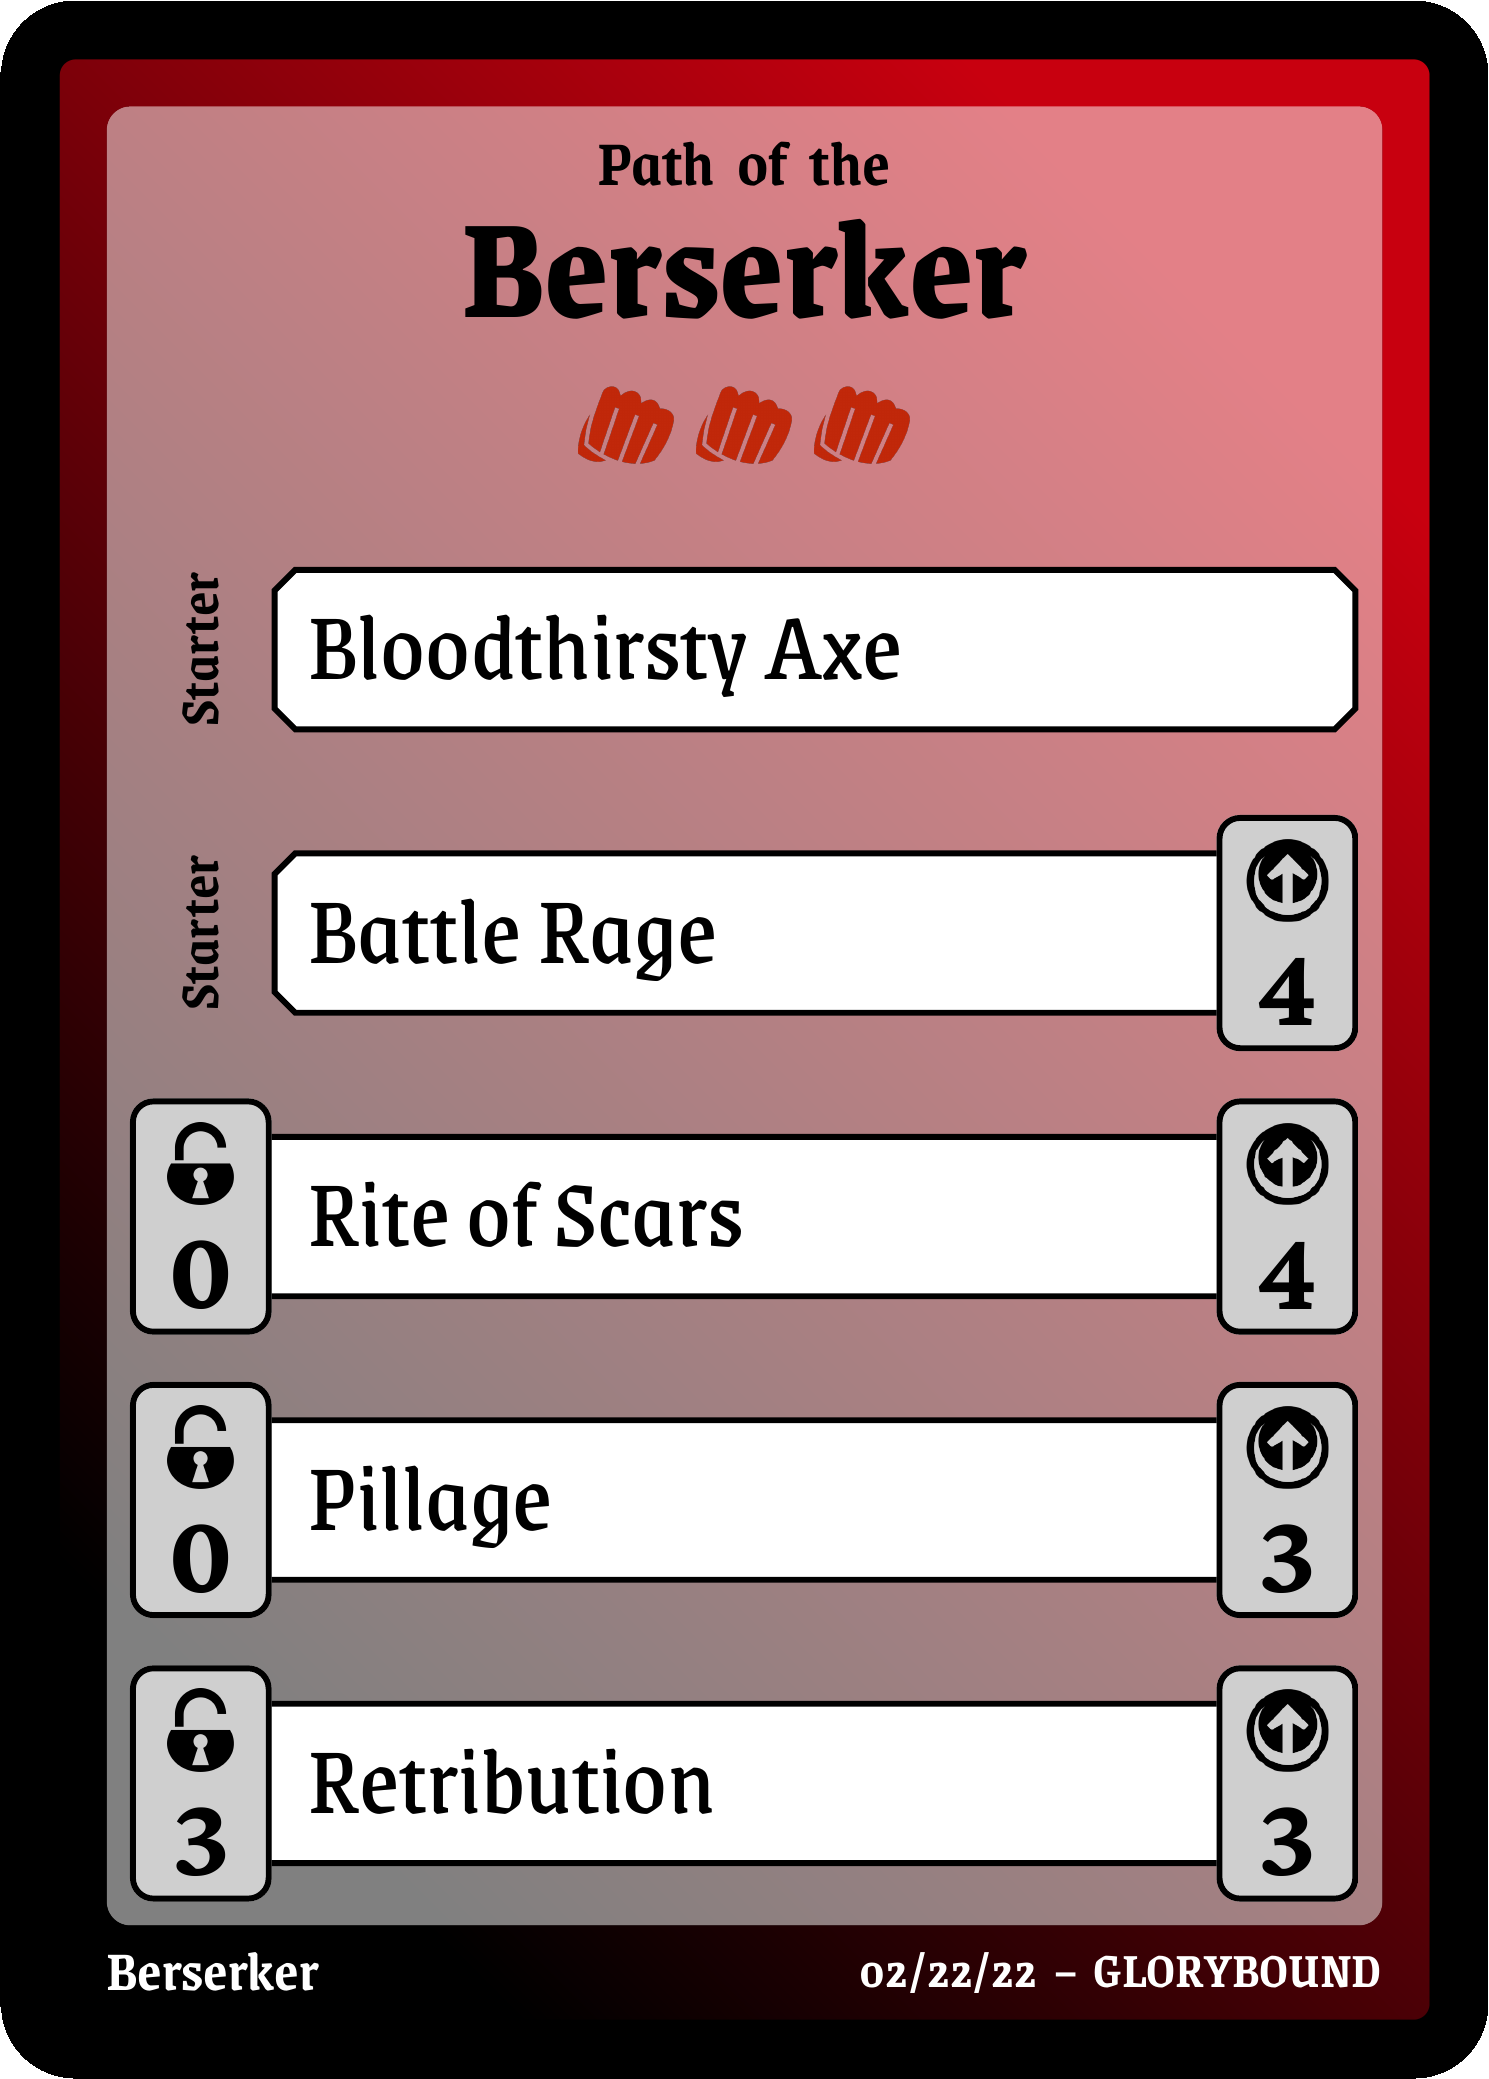 Path of the
Berserker
Starter
Bloodthirsty Axe
Starter
Battle Rage
4
0
Rite of Scars
4
0
Pillage
3
3
Retribution
3
Berserker
02/22/22 – GLORYBOUND